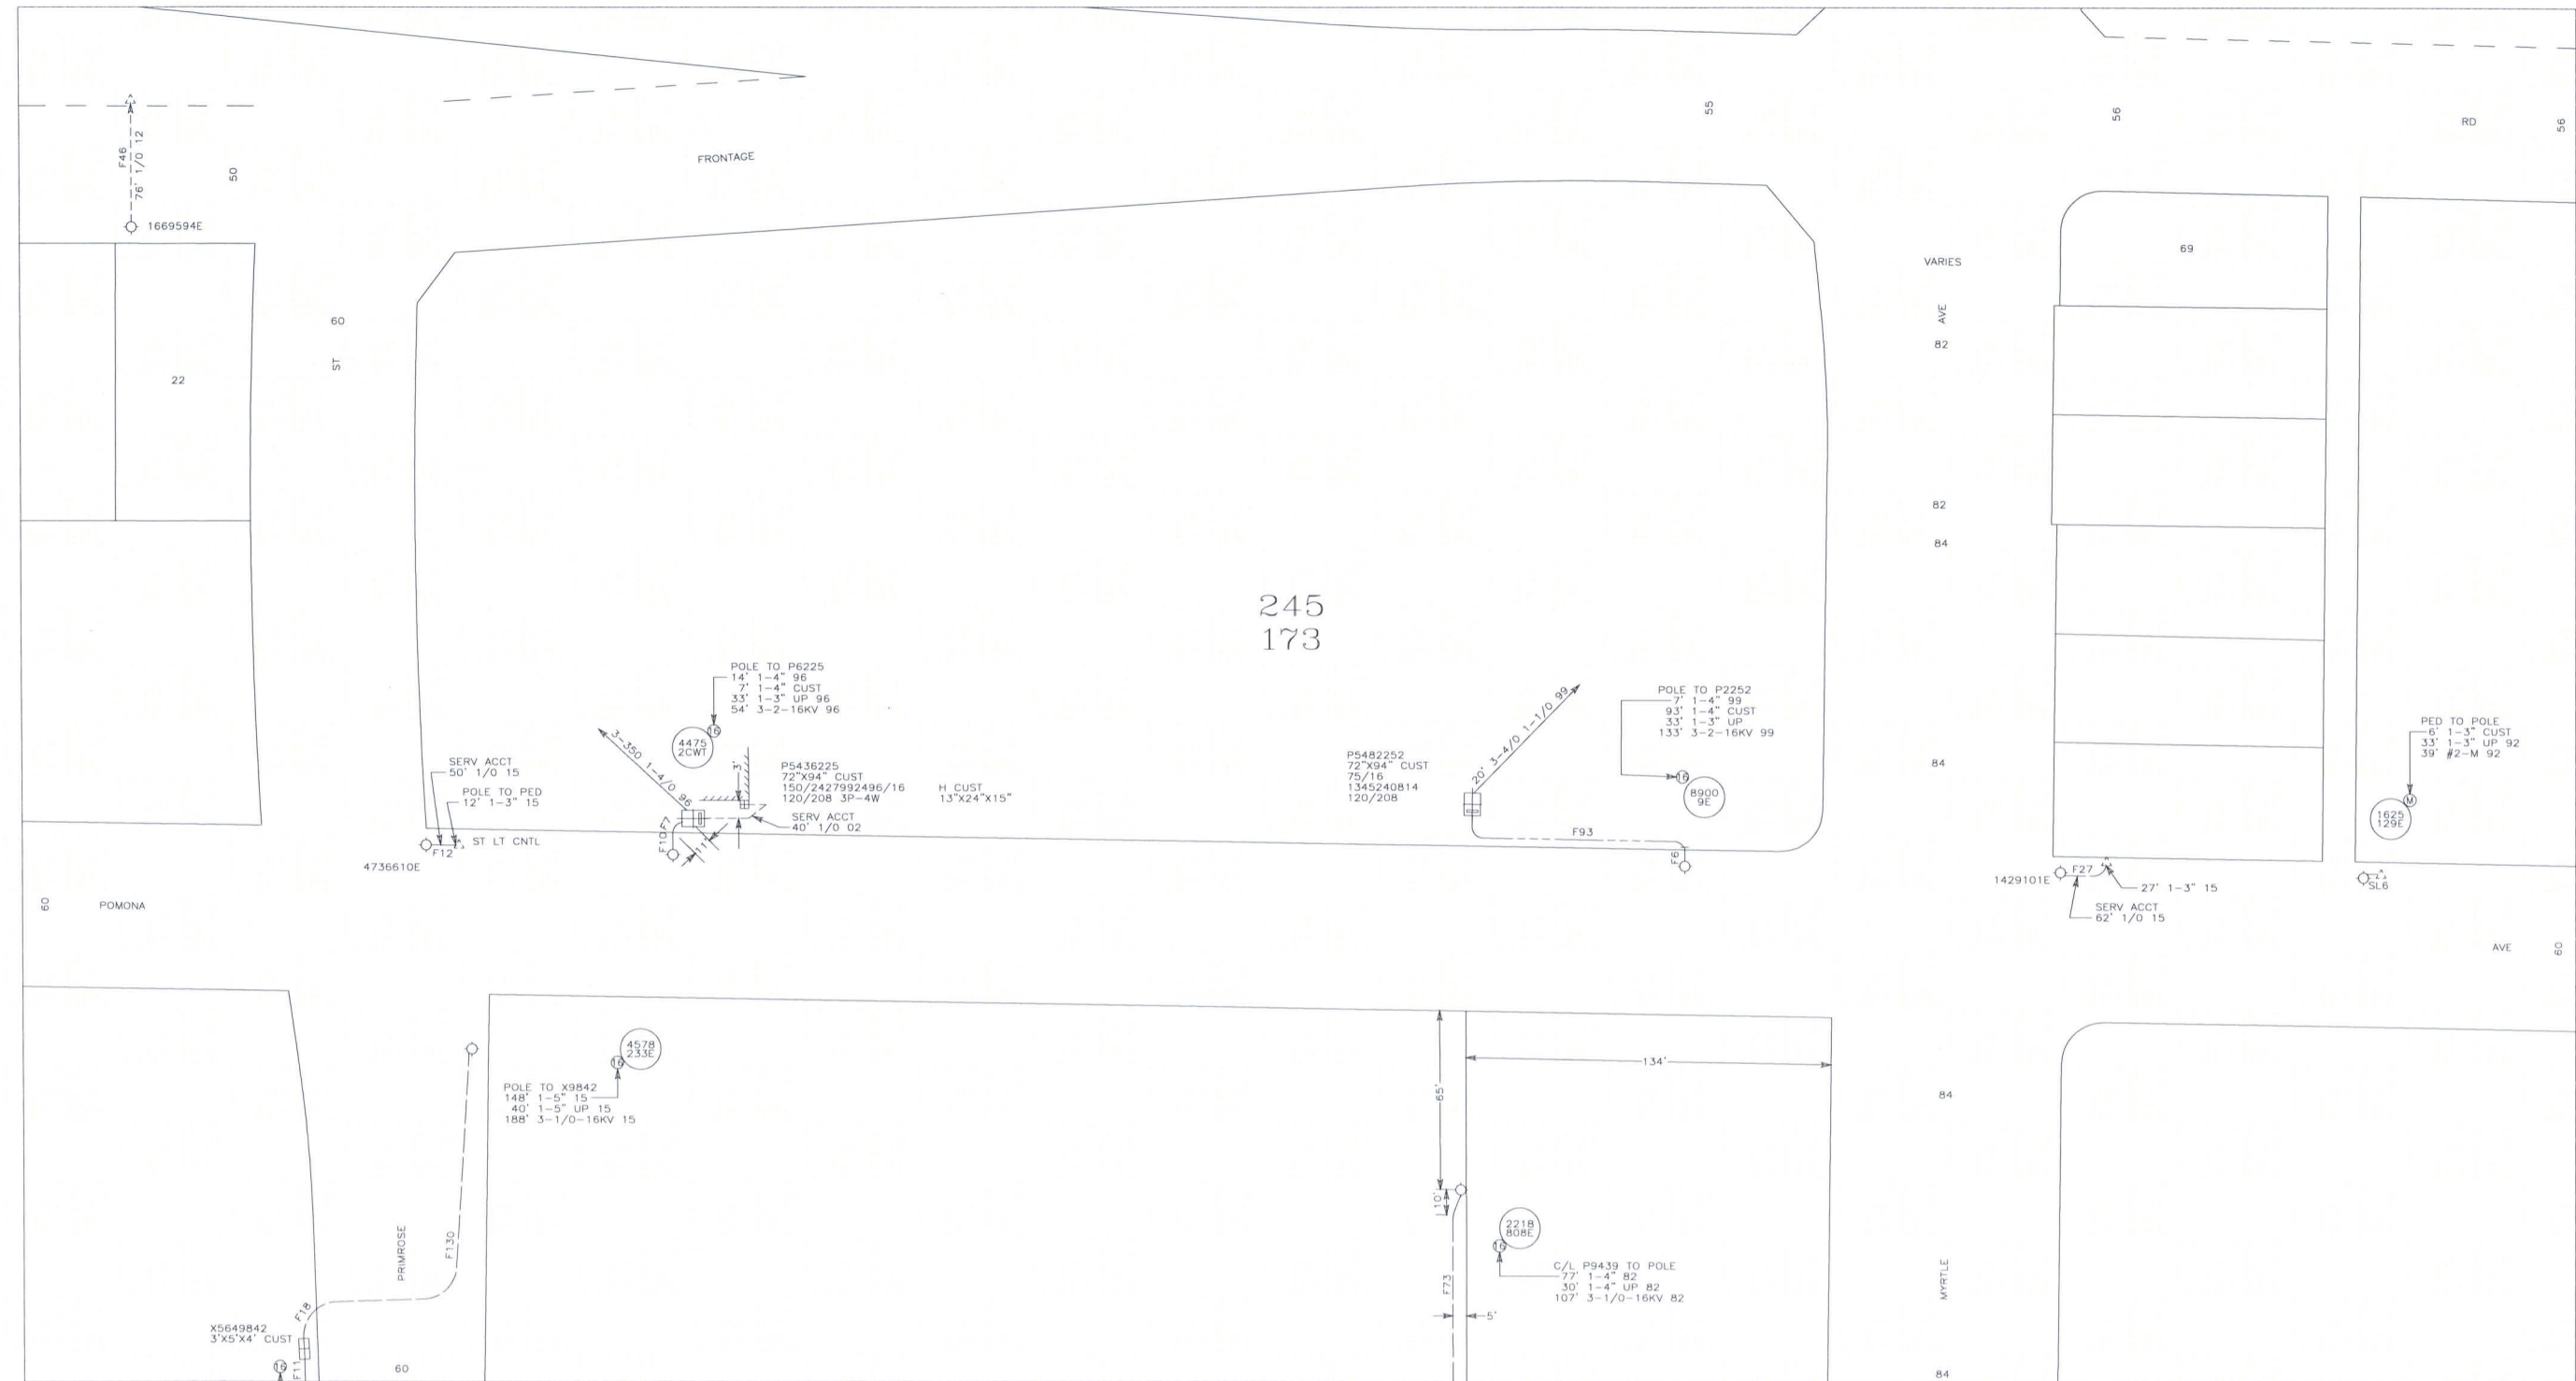 55
56
RD
56
F46
76' 1/0 12
50
FRONTAGE
1669594E
69
VARIES
60
ST
AVE
82
22
82
84
245
173
POLE TO P6225
14' 1-4" 96
7' 1-4" CUST
33' 1-3" UP 96
54' 3-2-16KV 96
16
4475
2CWT
3-350 1-4/0 96
3'
P5436225
72"X94" CUST
150/2427992496/16
120/208 3P-4W
H CUST
13"X24"X15"
SERV ACCT
40' 1/0 02
7
F7
F10
11'
SERV ACCT
50' 1/0 15
POLE TO PED
12' 1-3" 15
F12
ST LT CNTL
4736610E
P5482252
72"X94" CUST
75/16
1345240814
120/208
20' 3-4/0 1-1/0 99
POLE TO P2252
7' 1-4" 99
93' 1-4" CUST
33' 1-3" UP
133' 3-2-16KV 99
16
8900
9E
F93
F6
84
PED TO POLE
6' 1-3" CUST
33' 1-3" UP 92
39' #2-M 92
M
1625
129E
1429101E
F27
27' 1-3" 15
SERV ACCT
62' 1/0 15
SL6
60
POMONA
AVE
60
4578
233E
16
POLE TO X9842
148' 1-5" 15
40' 1-5" UP 15
188' 3-1/0-16KV 15
134'
65'
84
10'
2218
808E
16
C/L P9439 TO POLE
77' 1-4" 82
30' 1-4" UP 82
107' 3-1/0-16KV 82
PRIMROSE
F130
F73
MYRTLE
5'
F18
X5649842
3'X5'X4' CUST
16
F11
60
84